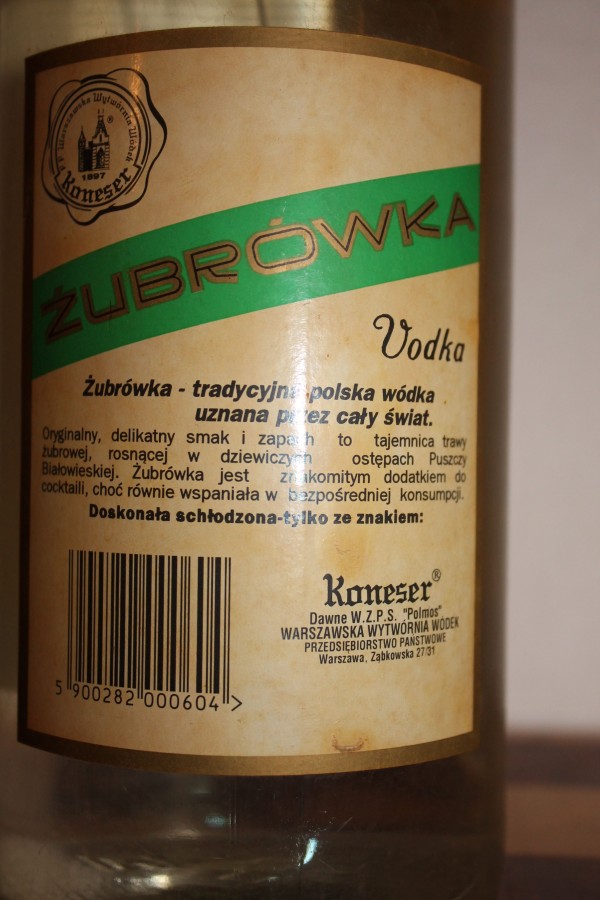 P.P. Warszawska Wytwórnia Wódek
®
1897
Koneser
ŻUBRÓWKA
Vodka
Żubrówka - tradycyjna polska wódka
uznana przez cały świat.
Oryginalny, delikatny smak i zapach to tajemnica trawy
żubrowej, rosnącej w dziewiczych ostępach Puszczy
Białowieskiej. Żubrówka jest znakomitym dodatkiem do
cocktaili, choć równie wspaniała w bezpośredniej konsumpcji.
Doskonała schłodzona-tylko ze znakiem:
Koneser®
Dawne W.Z.P.S. "Polmos"
WARSZAWSKA WYTWÓRNIA WÓDEK
PRZEDSIĘBIORSTWO PAŃSTWOWE
Warszawa, Ząbkowska 27/31
5 900282 000604 >